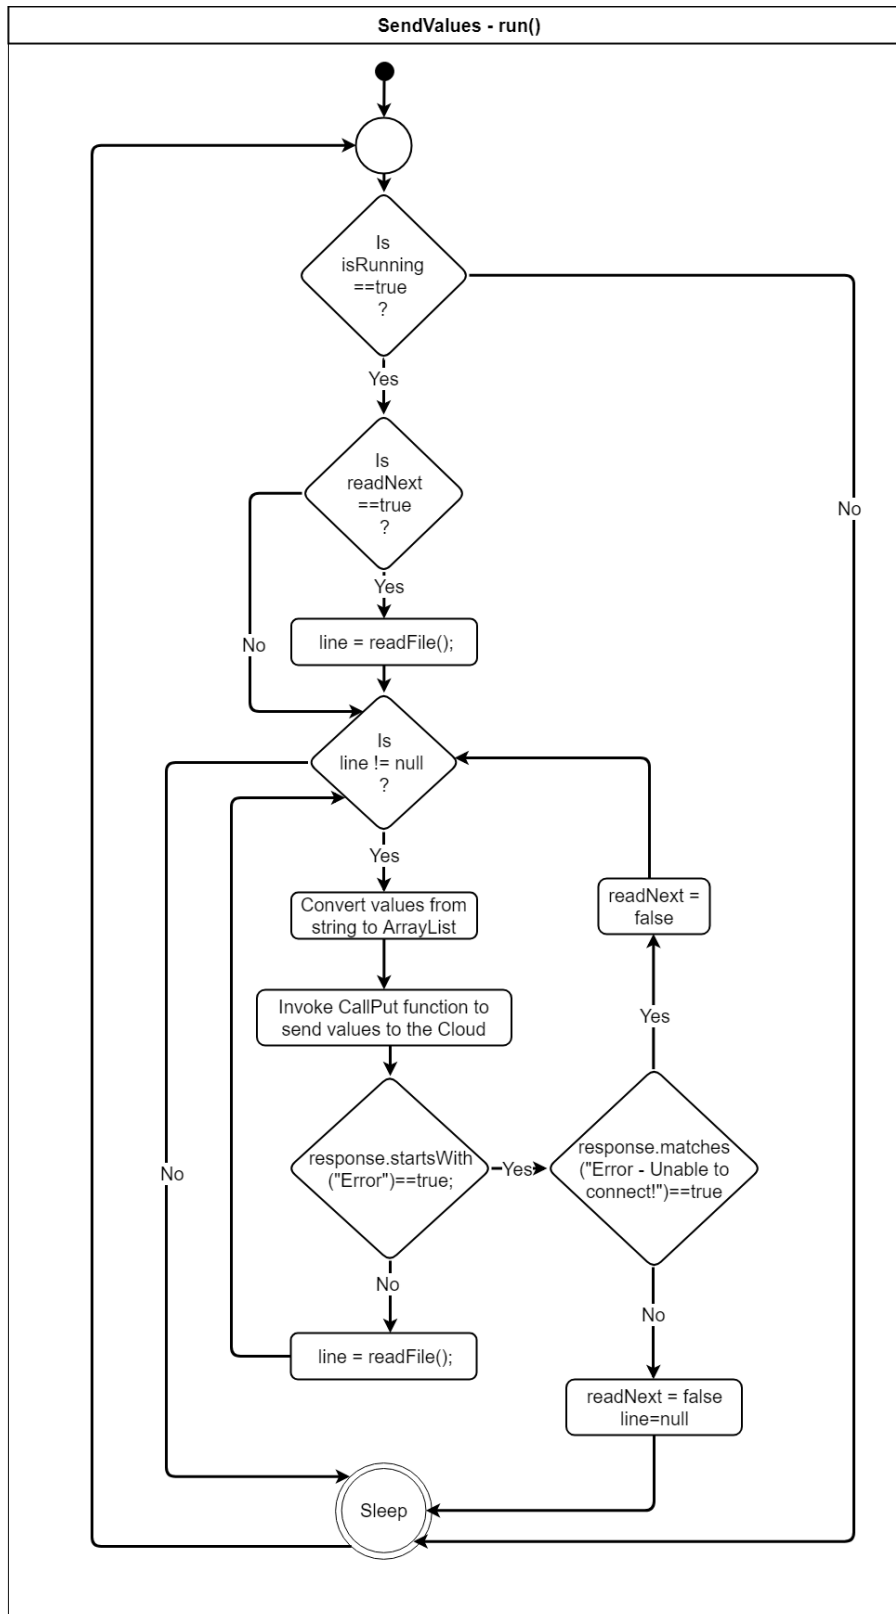 SendValues - run()
Is
isRunning
==true
?
Yes
Is
readNext
==true
?
No
Yes
No
line = readFile();
Is
line != null
?
Yes
Convert values from
string to ArrayList
readNext =
false
Invoke CallPut function to
send values to the Cloud
Yes
response.startsWith
("Error")==true;
Yes
response.matches
("Error - Unable to
connect!")==true
No
No
No
line = readFile();
readNext = false
line=null
Sleep